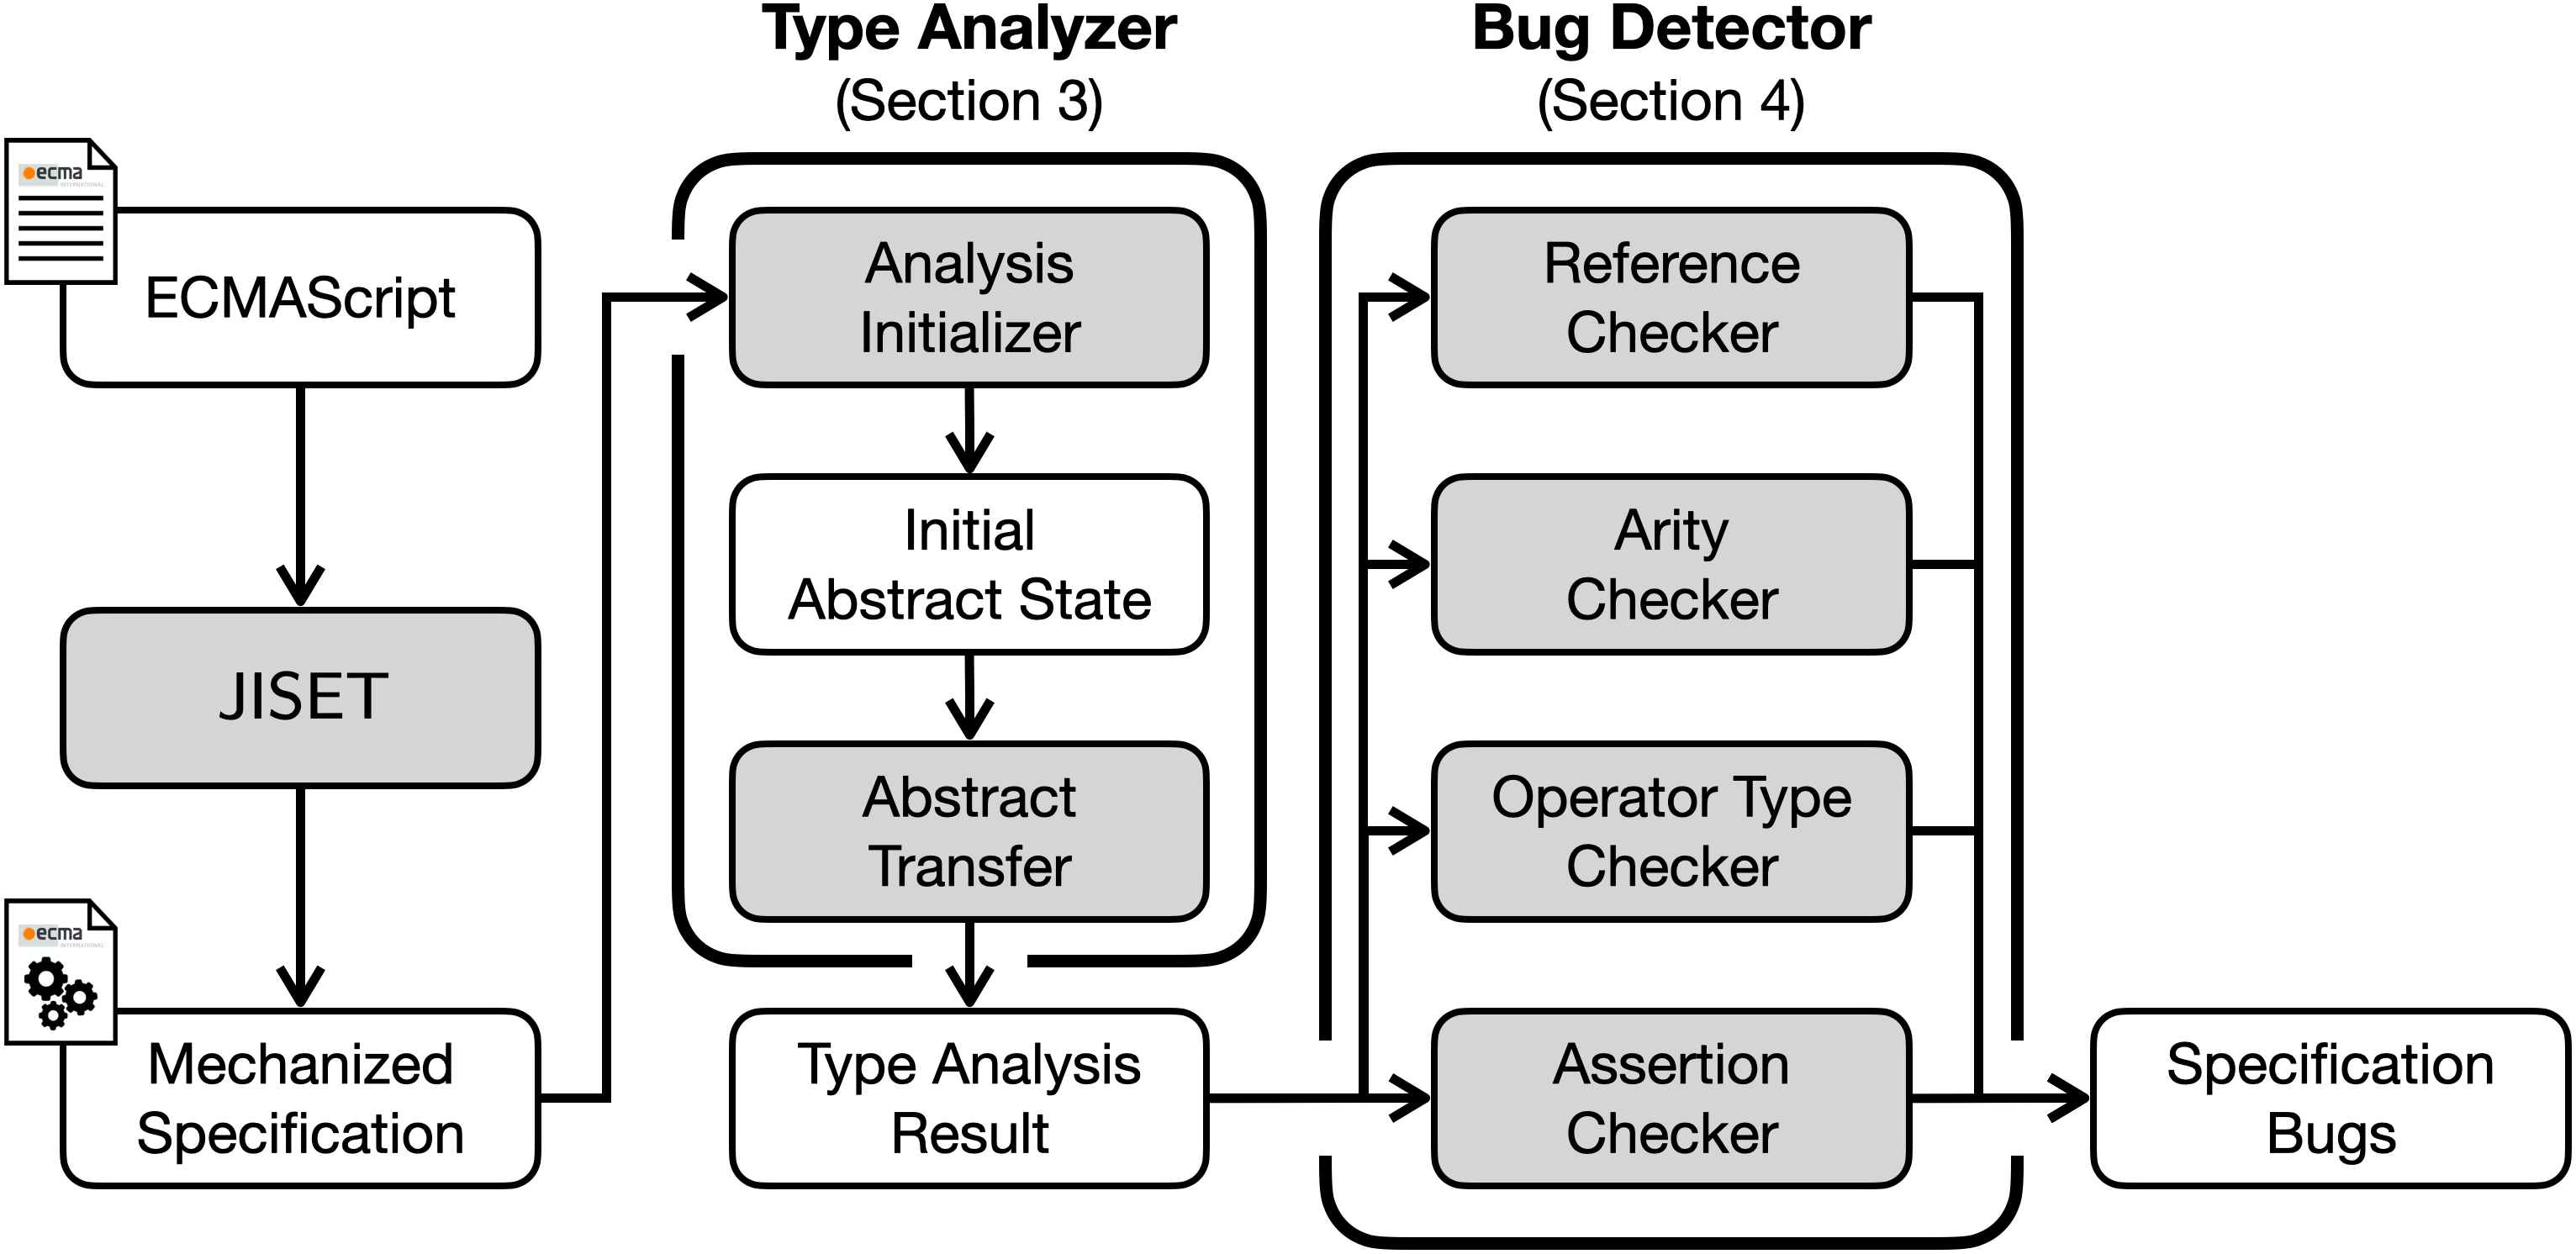 Type Analyzer
(Section 3)
Bug Detector
(Section 4)
ecma
INTERNATIONAL
ECMAScript
JISET
ecma
INTERNATIONAL
Mechanized
Specification
Analysis
Initializer
Initial
Abstract State
Abstract
Transfer
Type Analysis
Result
Reference
Checker
Arity
Checker
Operator Type
Checker
Assertion
Checker
Specification
Bugs